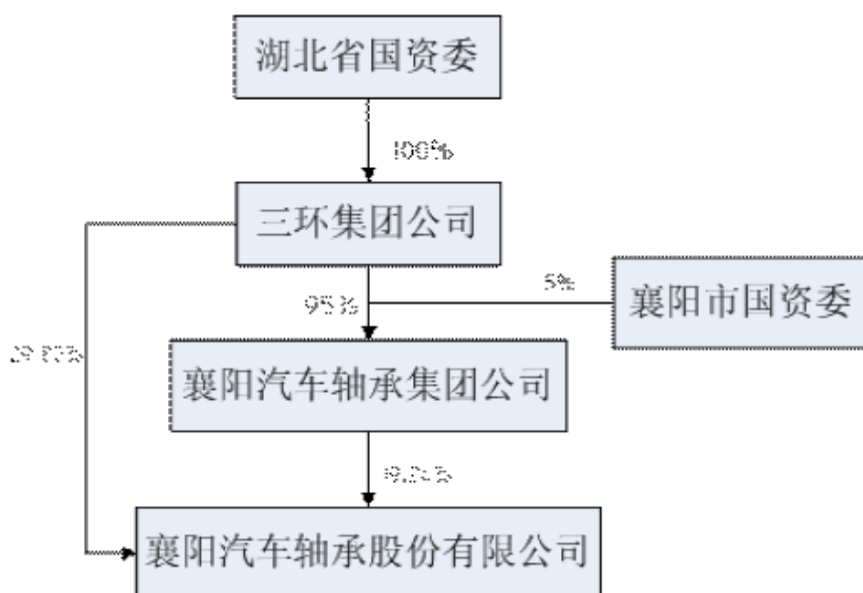 湖北省国资委
100%
三环集团公司
5%
95%
襄阳市国资委
襄阳汽车轴承集团公司
襄阳汽车轴承股份有限公司